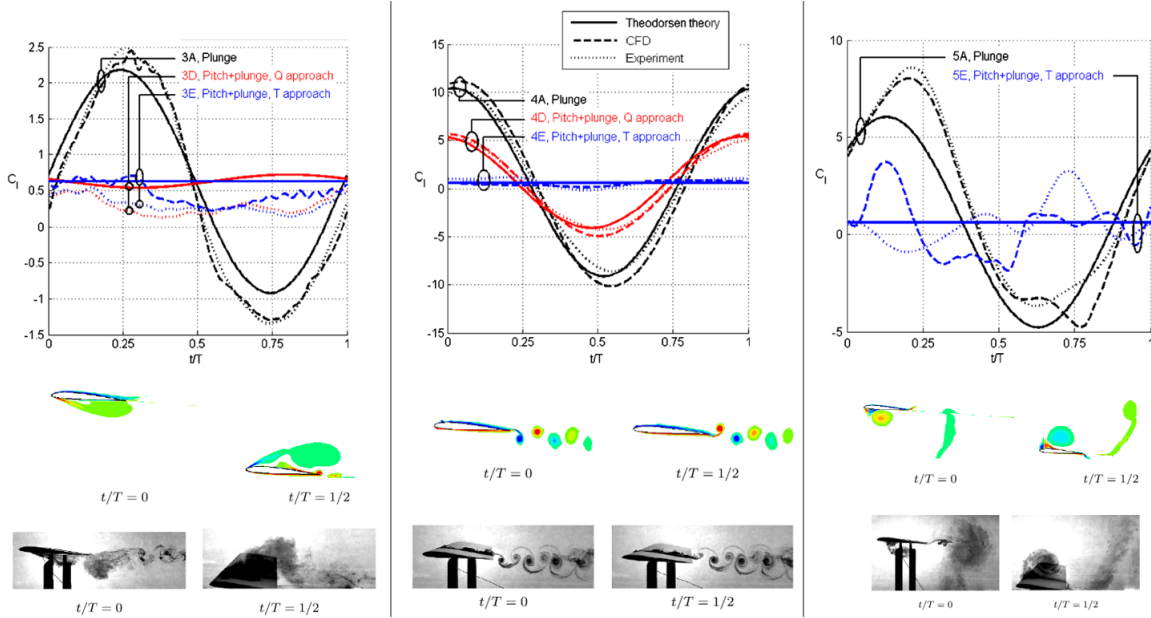 2.5
2
1.5
1
0.5
0
-0.5
-1
-1.5
C_l
0
0.25
0.5
0.75
1
t/T
3A, Plunge
3D, Pitch+plunge, Q approach
3E, Pitch+plunge, T approach
t/T = 0
t/T = 1/2
t/T = 0
t/T = 1/2
15
10
5
0
-5
-10
-15
C_l
0
0.25
0.5
0.75
1
t/T
Theodorsen theory
CFD
Experiment
4A, Plunge
4D, Pitch+plunge, Q approach
4E, Pitch+plunge, T approach
t/T = 0
t/T = 1/2
t/T = 0
t/T = 1/2
10
5
0
5
C_l
0
0.25
0.5
0.75
1
t/T
5A, Plunge
5E, Pitch+plunge, T approach
t/T = 0
t/T = 1/2
t/T = 0
t/T = 1/2